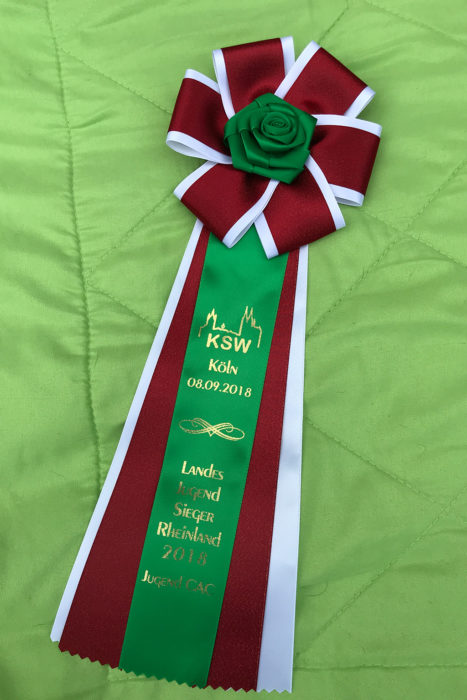 KSW
Köln
08.09.2018
Landes
Jugend
Sieger
Rheinland
2018
Jugend CAC